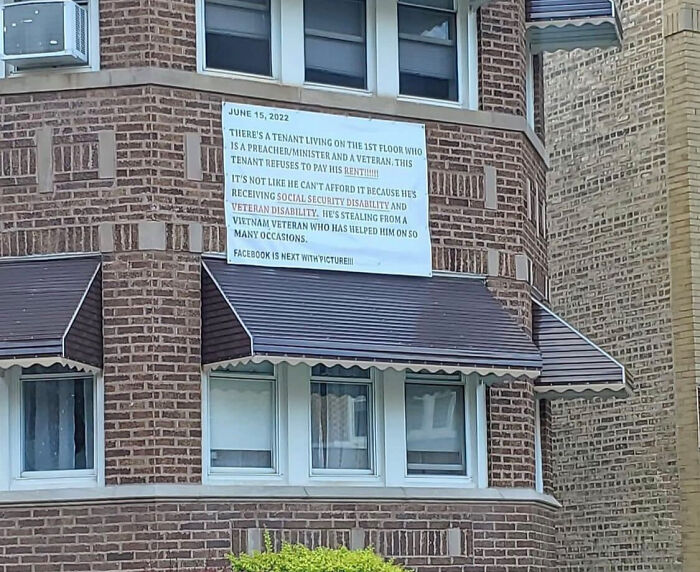 JUNE 15, 2022
THERE'S A TENANT LIVING ON THE 1ST FLOOR WHO
IS A PREACHER/MINISTER AND A VETERAN. THIS
TENANT REFUSES TO PAY HIS RENT!!!!!!
IT'S NOT LIKE HE CAN'T AFFORD IT BECAUSE HE'S
RECEIVING SOCIAL SECURITY DISABILITY AND
VETERAN DISABILITY. HE'S STEALING FROM A
VIETNAM VETERAN WHO HAS HELPED HIM ON SO
MANY OCCASIONS.
FACEBOOK IS NEXT WITH PICTURE!!!